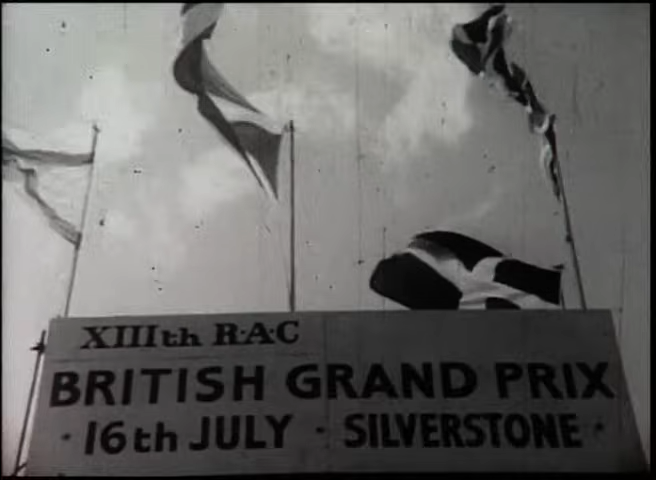 XIIIth R·A·C
BRITISH GRAND PRIX
· 16th JULY · SILVERSTONE ·